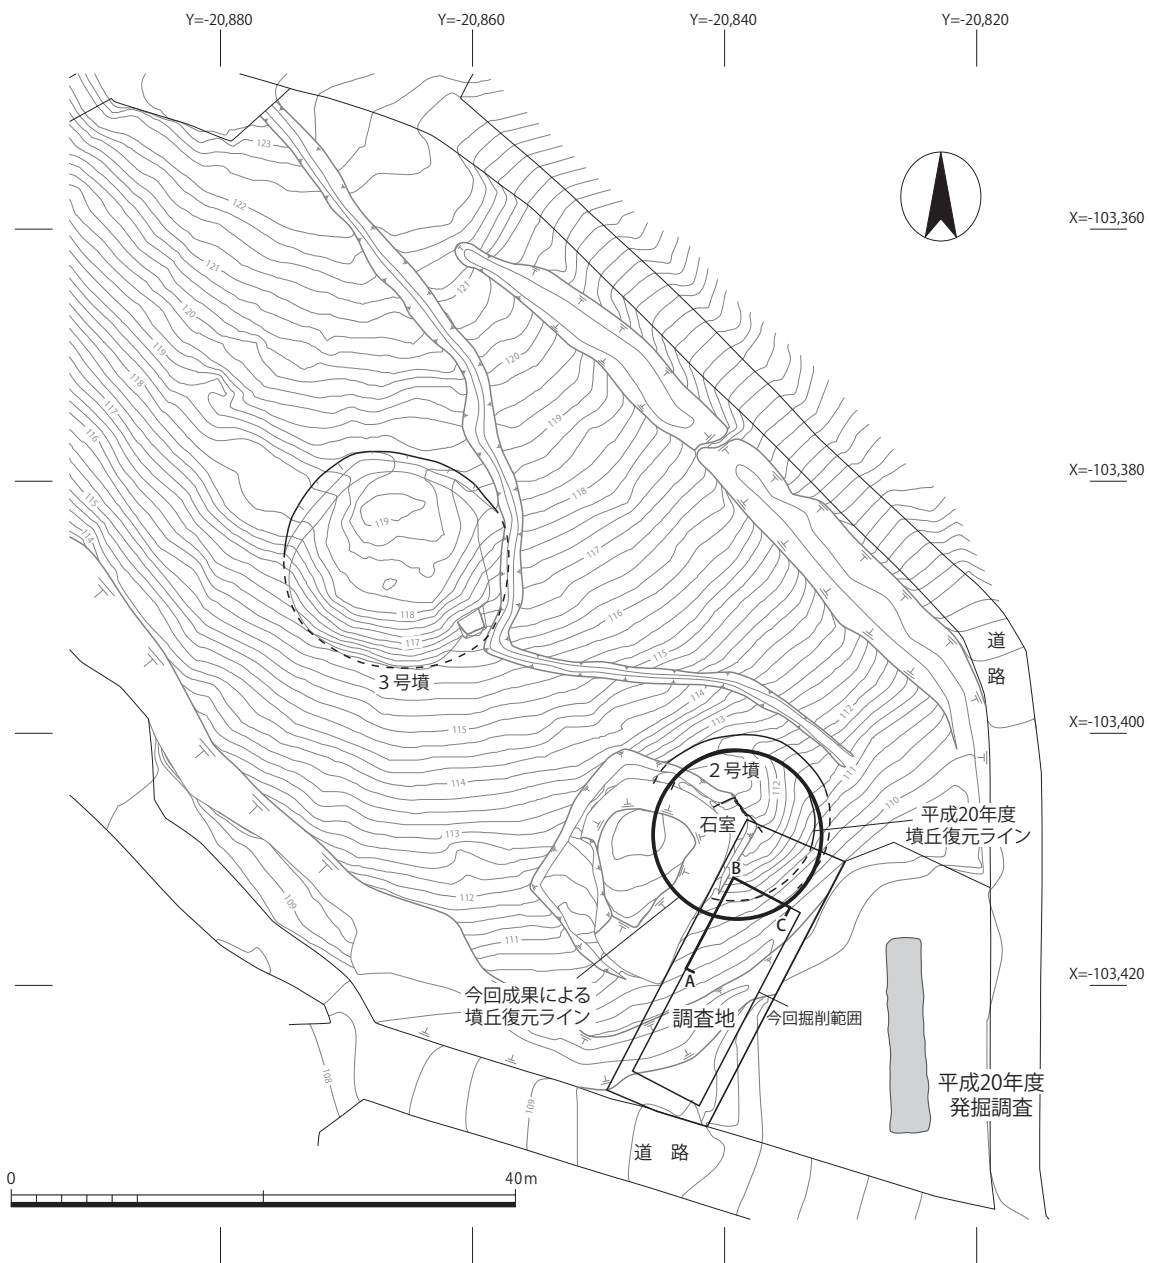 Y=-20,880
Y=-20,860
Y=-20,840
Y=-20,820
X=-103,360
X=-103,380
X=-103,400
X=-103,420
123
122
121
121
120
120
119
119
118
118
117
117
116
116
115
115
114
119
118
117
3号墳
115
114
113
112
111
114
113
112
111
110
112
2号墳
石室
道
路
平成20年度
墳丘復元ライン
B
C
A
109
今回成果による
墳丘復元ライン
調査地
今回掘削範囲
108
109
平成20年度
発掘調査
道 路
0
40m